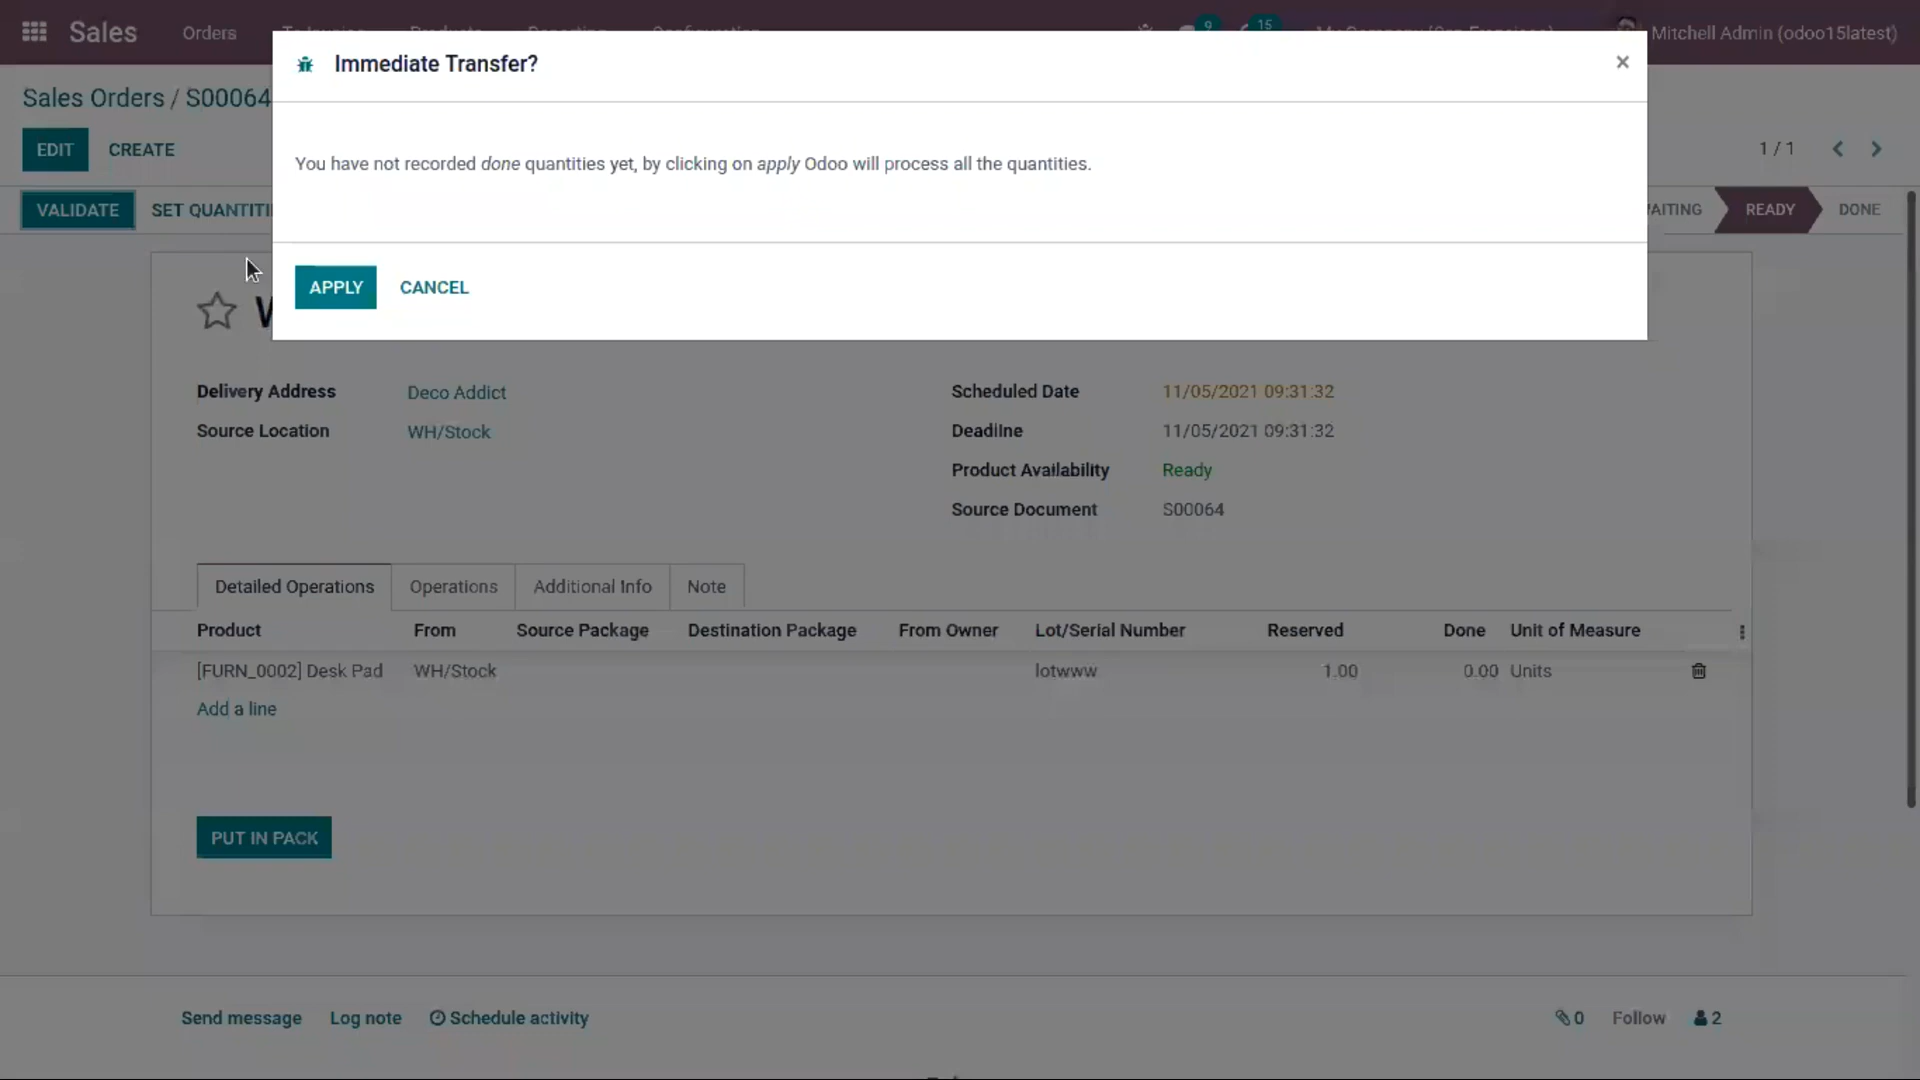 Sales Orders 9 15 Mitchell Admin (odoo15latest)
Immediate Transfer? ×
Sales Orders / S00064
EDIT CREATE 1 / 1
You have not recorded done quantities yet, by clicking on apply Odoo will process all the quantities.
VALIDATE SET QUANTITI AITING READY DONE
APPLY CANCEL
Delivery Address Deco Addict Scheduled Date 11/05/2021 09:31:32
Source Location WH/Stock Deadline 11/05/2021 09:31:32
Product Availability Ready
Source Document S00064
Detailed Operations Operations Additional Info Note
Product From Source Package Destination Package From Owner Lot/Serial Number Reserved Done Unit of Measure
[FURN_0002] Desk Pad WH/Stock lotwww 1.00 0.00 Units
Add a line
PUT IN PACK
Send message Log note Schedule activity 0 Follow 2